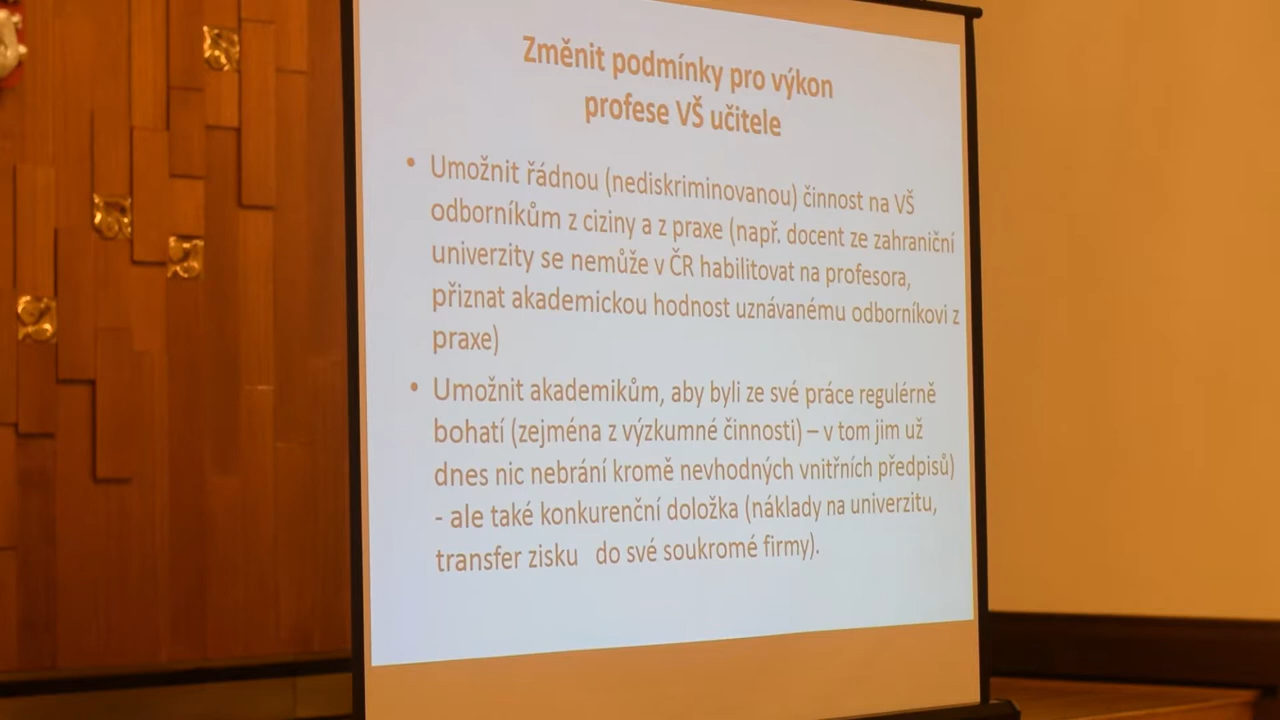 Změnit podmínky pro výkon
profese VŠ učitele
• Umožnit řádnou (nediskriminovanou) činnost na VŠ
odborníkům z ciziny a z praxe (např. docent ze zahraniční
univerzity se nemůže v ČR habilitovat na profesora,
přiznat akademickou hodnost uznávanému odborníkovi z
praxe)
• Umožnit akademikům, aby byli ze své práce regulérně
bohatí (zejména z výzkumné činnosti) – v tom jim už
dnes nic nebrání kromě nevhodných vnitřních předpisů)
- ale také konkurenční doložka (náklady na univerzitu,
transfer zisku do své soukromé firmy).